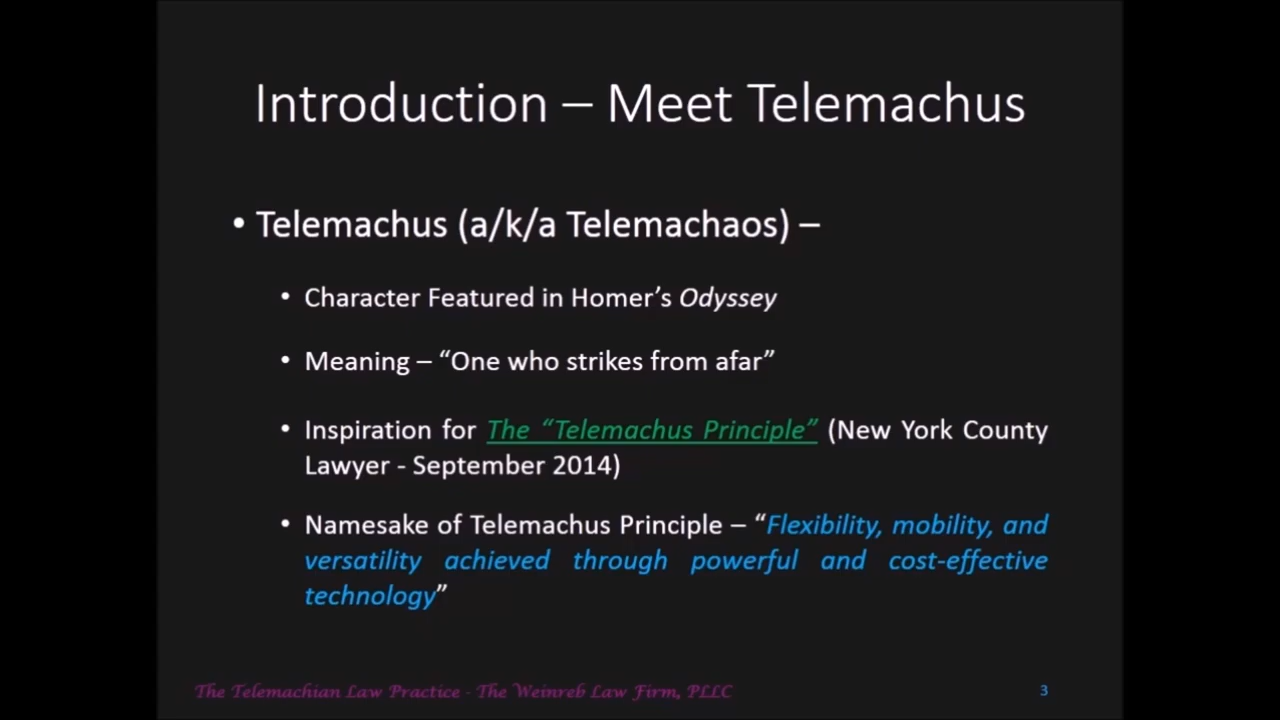 Introduction – Meet Telemachus
• Telemachus (a/k/a Telemachaos) –
• Character Featured in Homer’s Odyssey
• Meaning – “One who strikes from afar”
• Inspiration for The “Telemachus Principle” (New York County
Lawyer - September 2014)
• Namesake of Telemachus Principle – “Flexibility, mobility, and
versatility achieved through powerful and cost-effective
technology”
The Telemachian Law Practice - The Weinreb Law Firm, PLLC
3